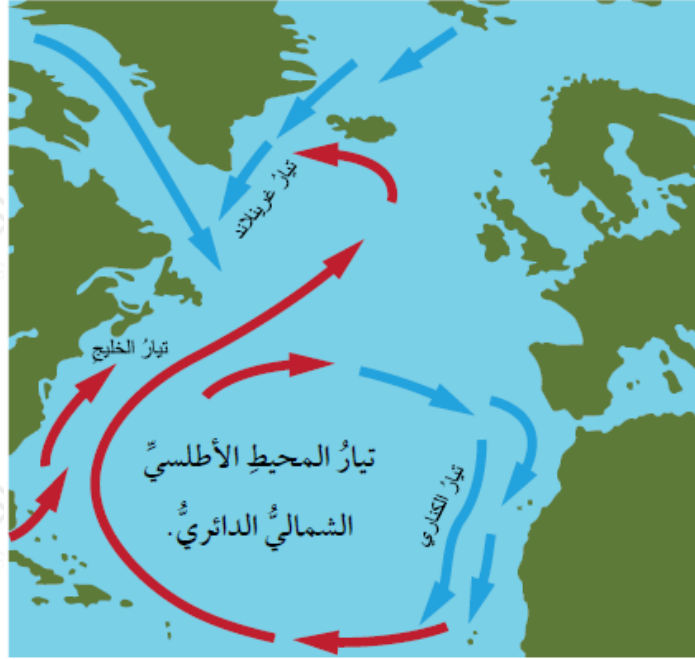 تيارُ غرينلاند
تيارُ الخليجِ
تيارُ المحيطِ الأطلسيِّ
الشماليُّ الدائريُّ.
تيارُ الكناري